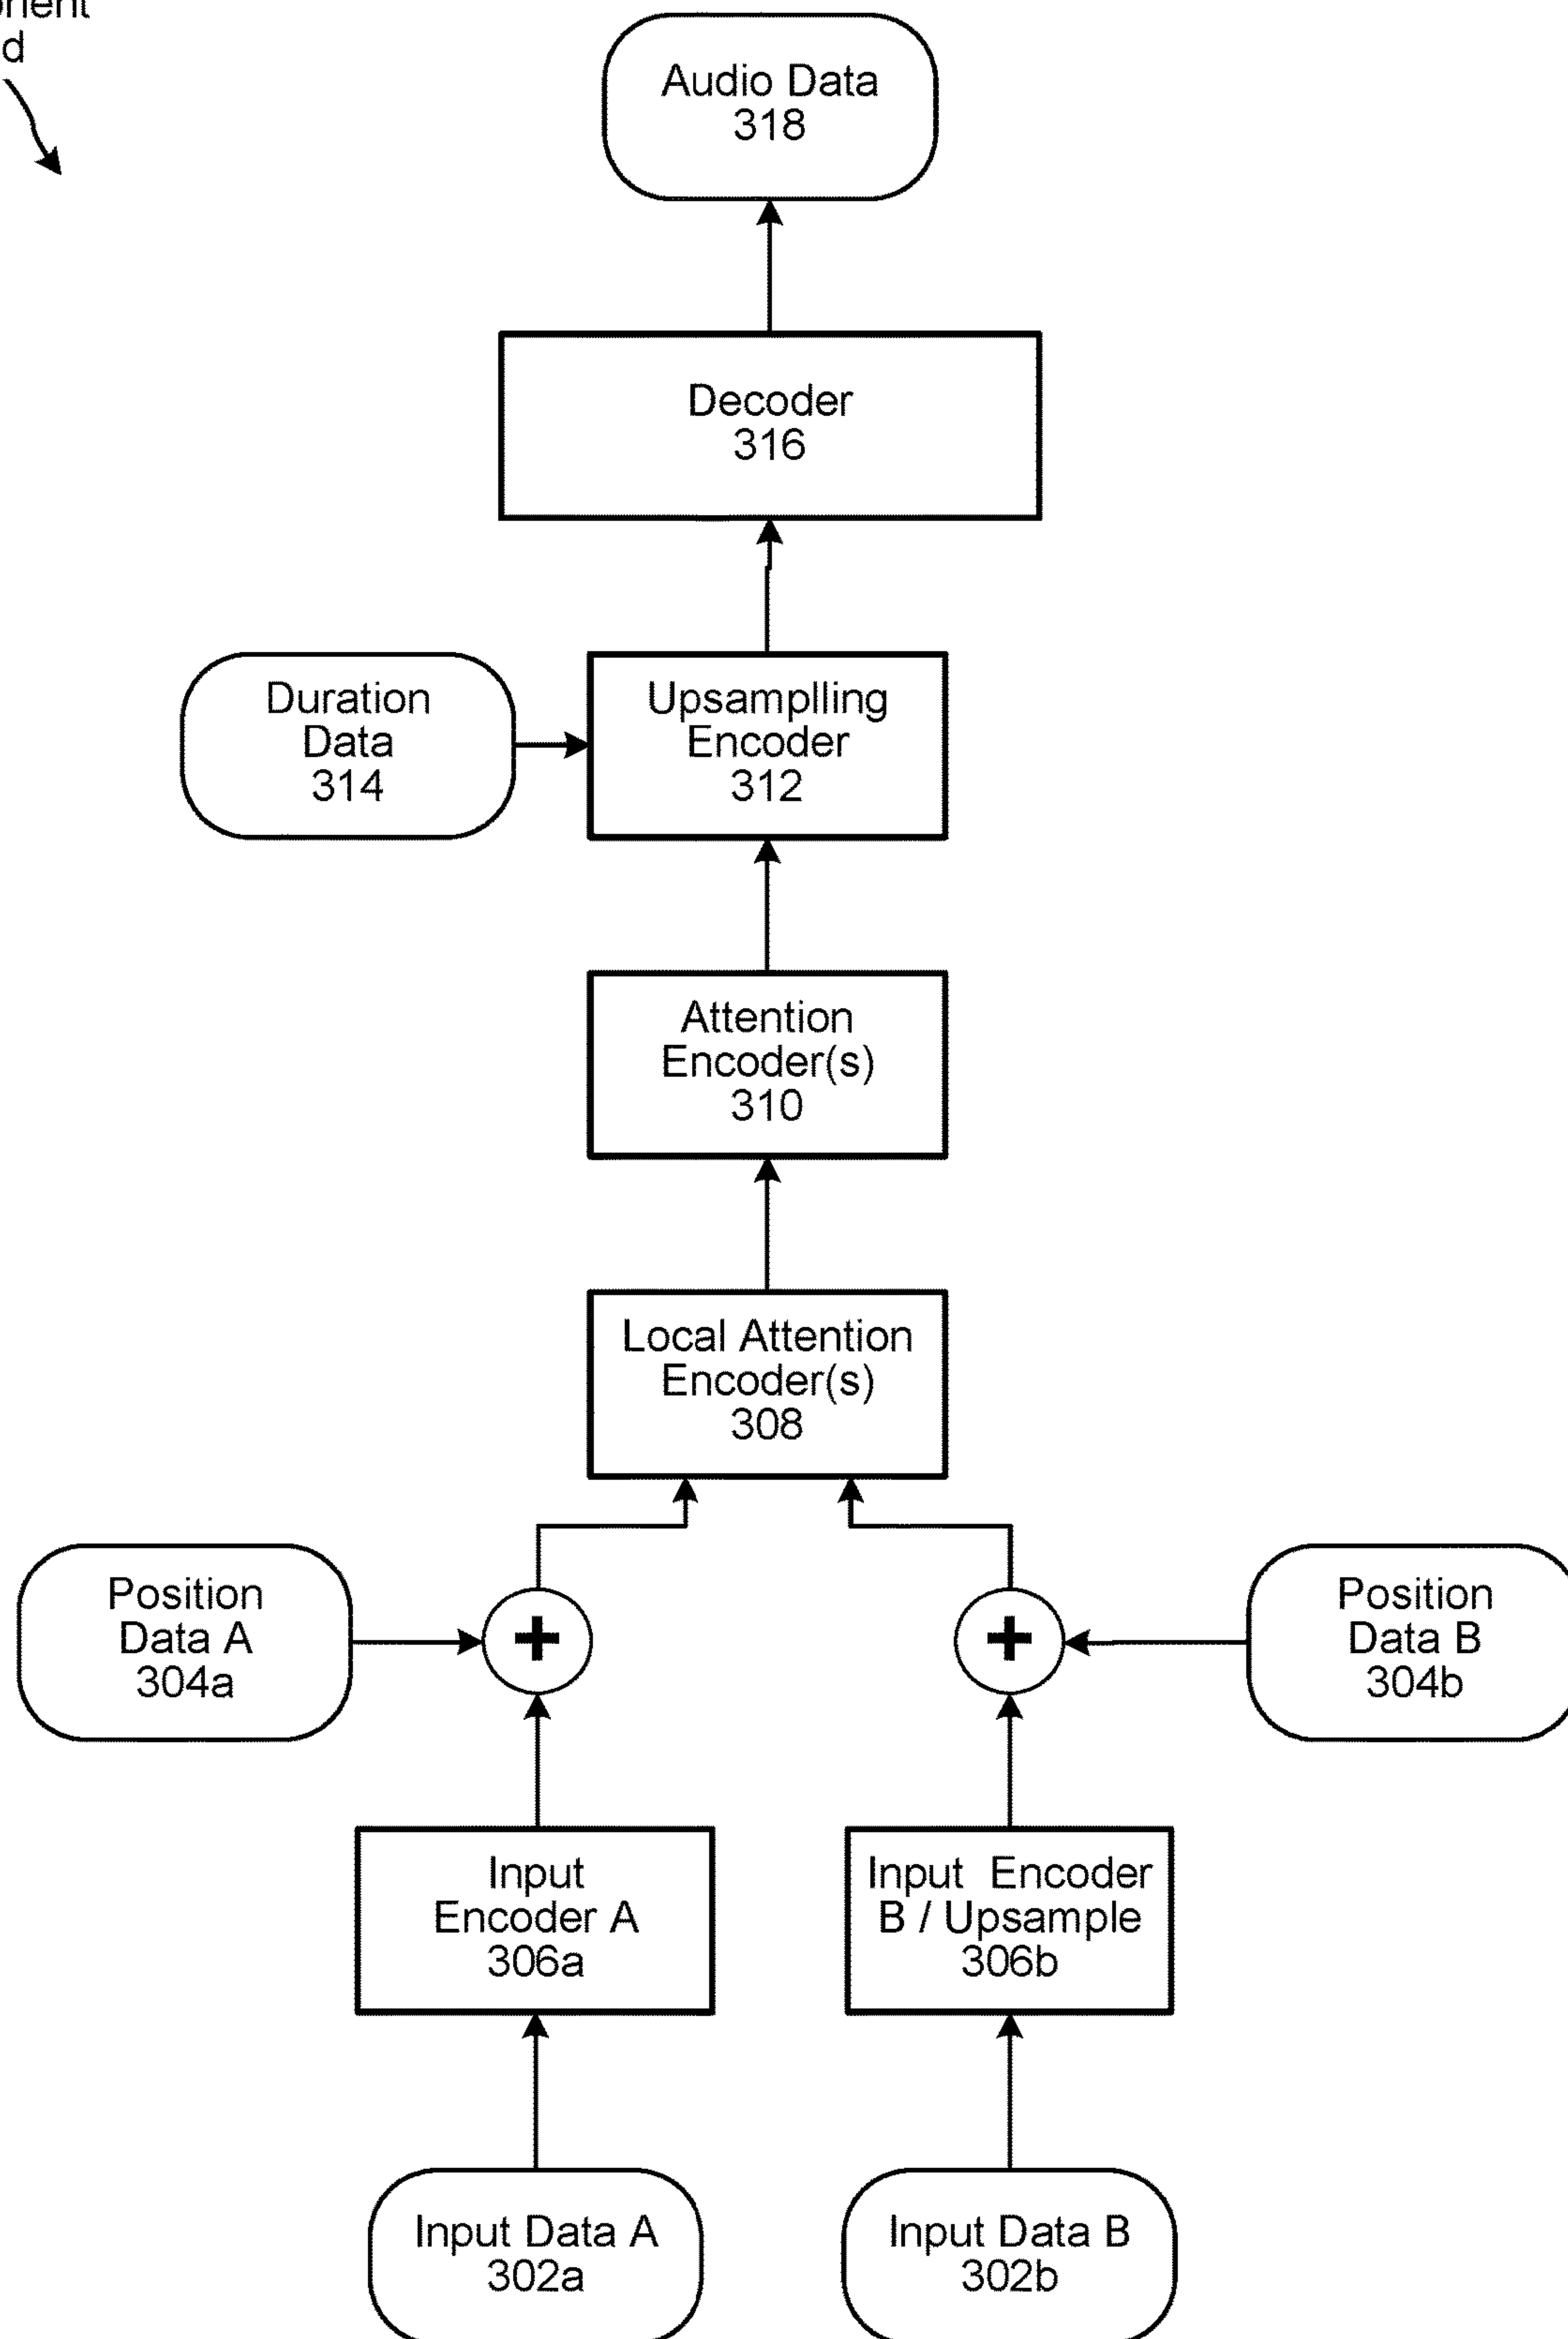 Audio Data
318
Decoder
316
Duration
Data
314
Upsamplling
Encoder
312
Attention
Encoder(s)
310
Local Attention
Encoder(s)
308
Position
Data A
304a
+
+
Position
Data B
304b
Input
Encoder A
306a
Input Encoder
B / Upsample
306b
Input Data A
302a
Input Data B
302b